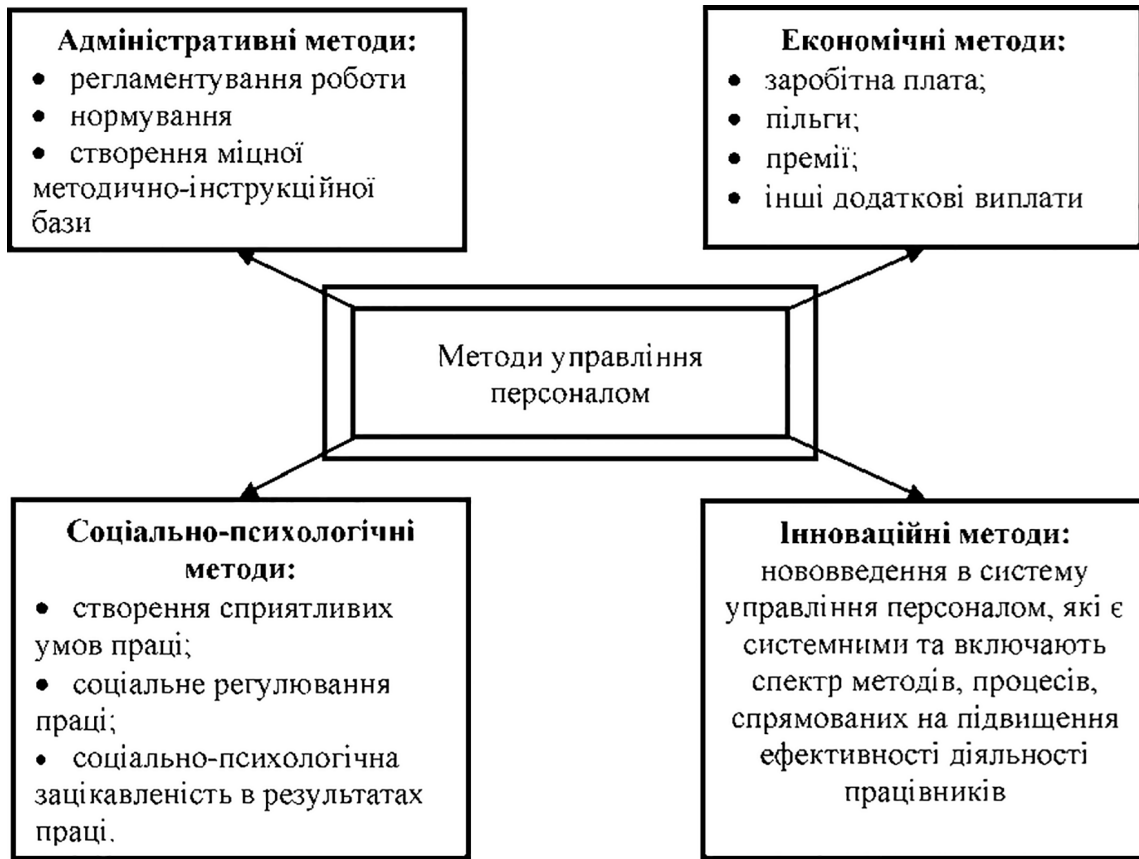 Адміністративні методи:
• регламентування роботи
• нормування
• створення міцної
методично-інструкційної
бази
Економічні методи:
• заробітна плата;
• пільги;
• премії;
• інші додаткові виплати
Методи управління
персоналом
Соціально-психологічні
методи:
• створення сприятливих
умов праці;
• соціальне регулювання
праці;
• соціально-психологічна
зацікавленість в результатах
праці.
Інноваційні методи:
нововведення в систему
управління персоналом, які є
системними та включають
спектр методів, процесів,
спрямованих на підвищення
ефективності діяльності
працівників